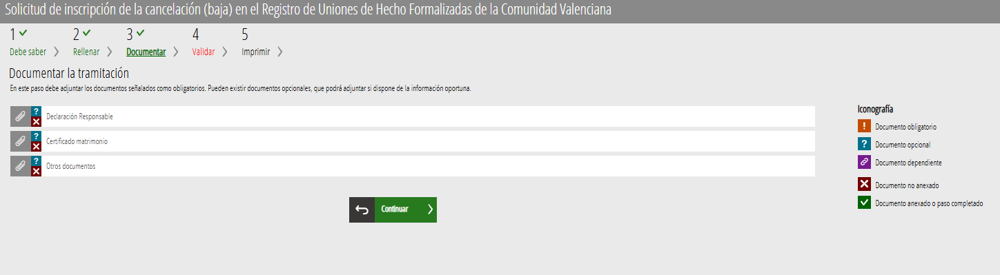 Solicitud de inscripción de la cancelación (baja) en el Registro de Uniones de Hecho Formalizadas de la Comunidad Valenciana
1 2 3 4 5
Debe saber Rellenar Documentar Validar Imprimir
Documentar la tramitación
En este paso debe adjuntar los documentos señalados como obligatorios. Pueden existir documentos opcionales, que podrá adjuntar si dispone de la información oportuna.
? Declaración Responsable
? Certificado matrimonio
? Otros documentos
Continuar
Iconografía
! Documento obligatorio
? Documento opcional
Documento dependiente
Documento no anexado
Documento anexado o paso completado